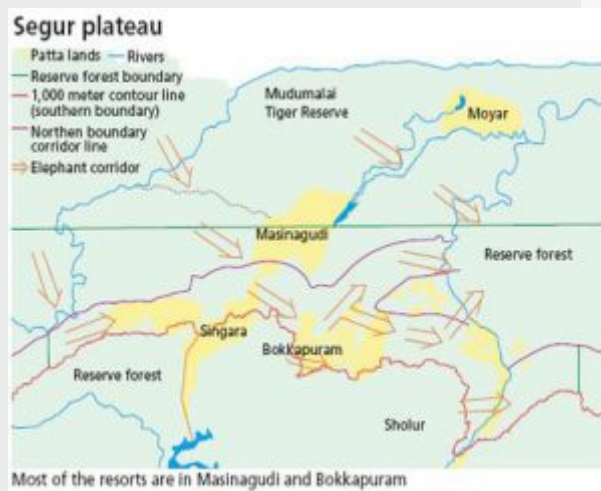 Segur plateau
Patta lands Rivers
Reserve forest boundary
1,000 meter contour line
(southern boundary)
Northen boundary
corridor line
Elephant corridor
Mudumalai
Tiger Reserve
Moyar
Masinagudi
Reserve forest
Singara
Bokkapuram
Reserve forest
Sholur
Most of the resorts are in Masinagudi and Bokkapuram